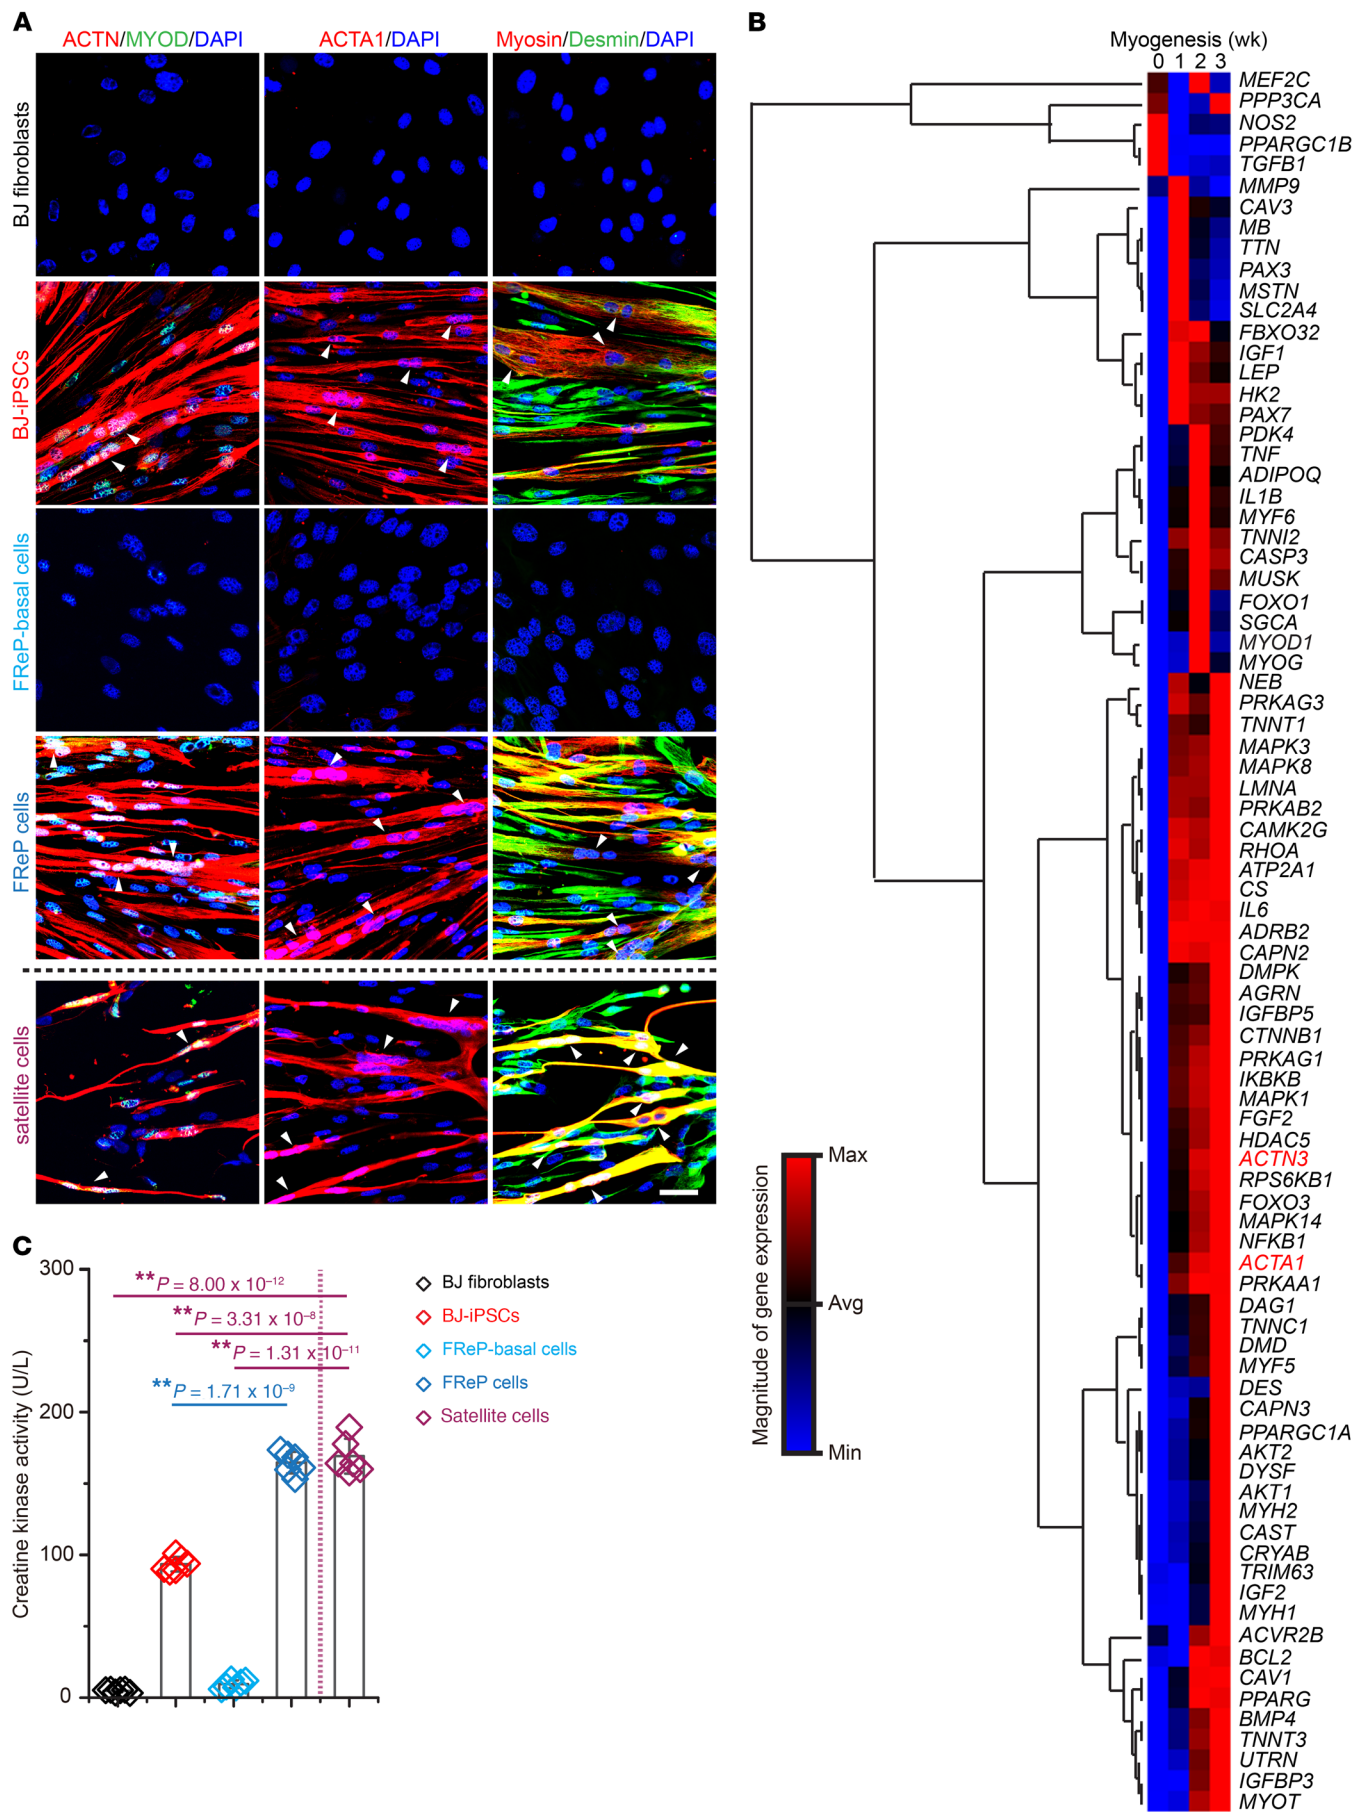 A
ACTN/MYOD/DAPI
ACTA1/DAPI
Myosin/Desmin/DAPI
BJ fibroblasts
BJ-iPSCs
FReP-basal cells
FReP cells
satellite cells
B
Myogenesis (wk)
0 1 2 3
MEF2C
PPP3CA
NOS2
PPARGC1B
TGFB1
MMP9
CAV3
MB
TTN
PAX3
MSTN
SLC2A4
FBXO32
IGF1
LEP
HK2
PAX7
PDK4
TNF
ADIPOQ
IL1B
MYF6
TNNI2
CASP3
MUSK
FOXO1
SGCA
MYOD1
MYOG
NEB
PRKAG3
TNNT1
MAPK3
MAPK8
LMNA
PRKAB2
CAMK2G
RHOA
ATP2A1
CS
IL6
ADRB2
CAPN2
DMPK
AGRN
IGFBP5
CTNNB1
PRKAG1
IKBKB
MAPK1
FGF2
HDAC5
ACTN3
RPS6KB1
FOXO3
MAPK14
NFKB1
ACTA1
PRKAA1
DAG1
TNNC1
DMD
MYF5
DES
CAPN3
PPARGC1A
AKT2
DYSF
AKT1
MYH2
CAST
CRYAB
TRIM63
IGF2
MYH1
ACVR2B
BCL2
CAV1
PPARG
BMP4
TNNT3
UTRN
IGFBP3
MYOT
Magnitude of gene expression
Max
Avg
Min
C
Creatine kinase activity (U/L)
300
200
100
0
**P = 8.00 x 10⁻¹²
**P = 3.31 x 10⁻⁸
**P = 1.31 x 10⁻¹¹
**P = 1.71 x 10⁻⁹
BJ fibroblasts
BJ-iPSCs
FReP-basal cells
FReP cells
Satellite cells